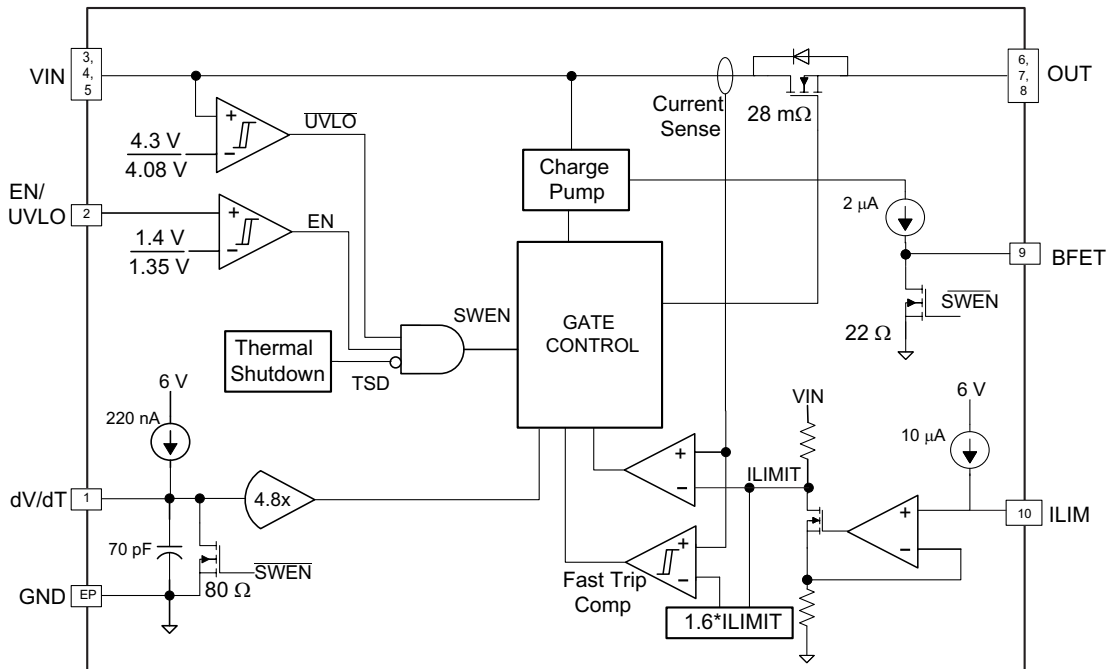 VIN
3,
4,
5
6,
7,
8
OUT
Current
Sense
28 mΩ
UVLO
4.3 V
4.08 V
Charge
Pump
EN/
UVLO
2
EN
1.4 V
1.35 V
2 μA
9
BFET
SWEN
22 Ω
SWEN
GATE
CONTROL
Thermal
Shutdown
TSD
6 V
220 nA
VIN
6 V
10 μA
dV/dT
1
4.8x
ILIMIT
10
ILIM
70 pF
SWEN
80 Ω
GND
EP
Fast Trip
Comp
1.6*ILIMIT